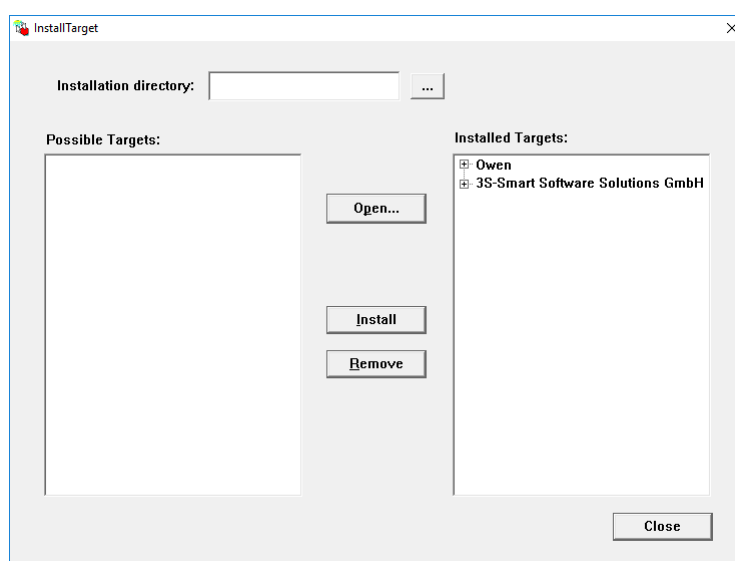 InstallTarget
Installation directory:
...
Possible Targets:
Installed Targets:
Owen
3S-Smart Software Solutions GmbH
Open...
Install
Remove
Close